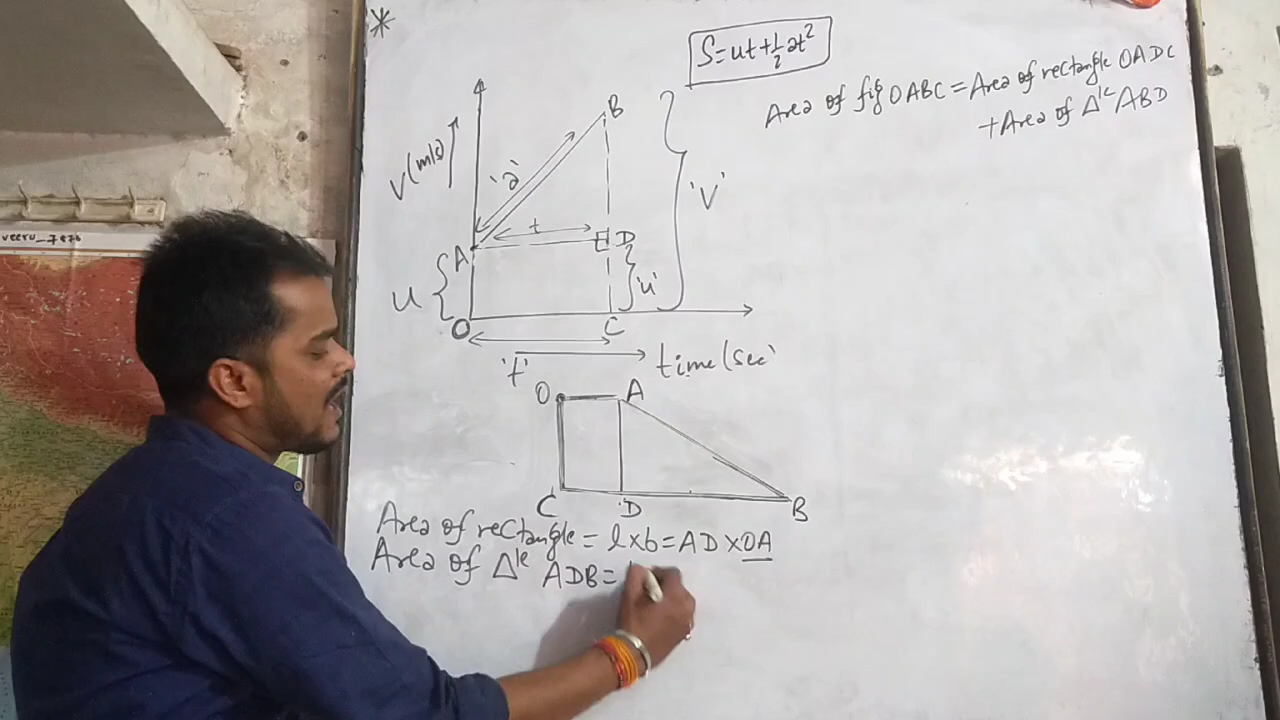 *
S=ut+½at²
Area of fig OABC=Area of rectangle OADC
+Area of Δle ABD
B
V(m/s)
'a'
'V'
t
A
D
U
'u'
O
C
't'
time(sec)
O
A
C
D
B
Area of rectangle = l×b=AD×OA
Area of Δle ADB=